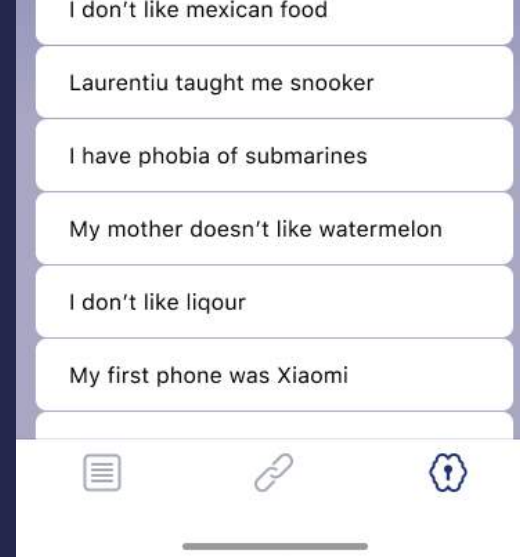 I don't like mexican food
Laurentiu taught me snooker
I have phobia of submarines
My mother doesn't like watermelon
I don't like liqour
My first phone was Xiaomi